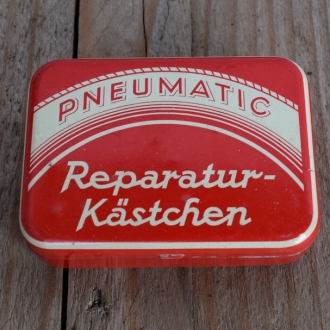 PNEUMATIC
Reparatur-
Kästchen